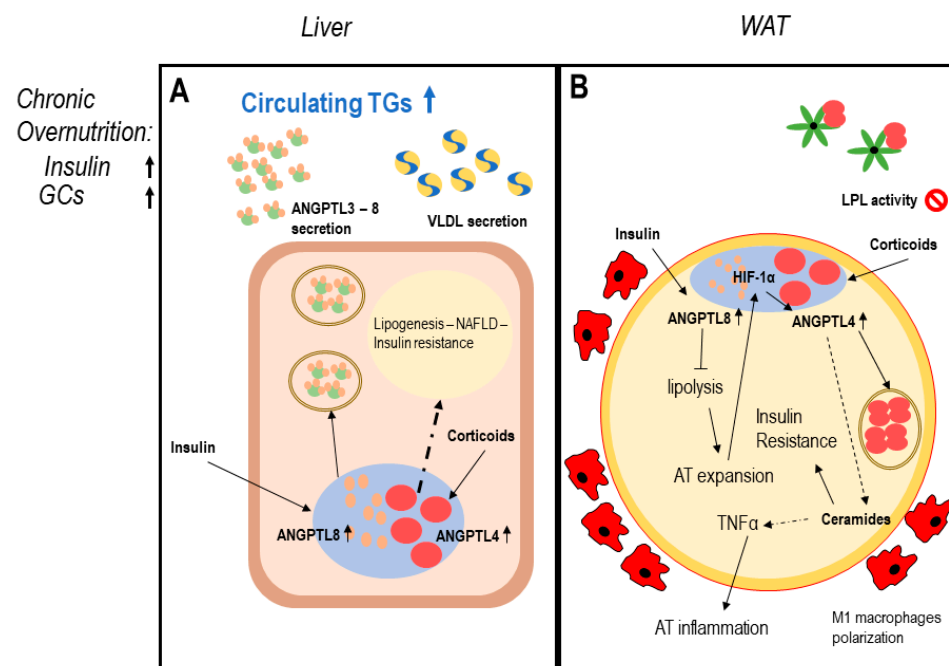 Liver
WAT
Chronic
Overnutrition:
Insulin
GCs
A
Circulating TGs
ANGPTL3 – 8
secretion
VLDL secretion
Lipogenesis – NAFLD –
Insulin resistance
Insulin
Corticoids
ANGPTL8
ANGPTL4
B
LPL activity
Insulin
Corticoids
HIF-1α
ANGPTL8
ANGPTL4
lipolysis
Insulin
Resistance
AT expansion
TNFα
Ceramides
AT inflammation
M1 macrophages
polarization